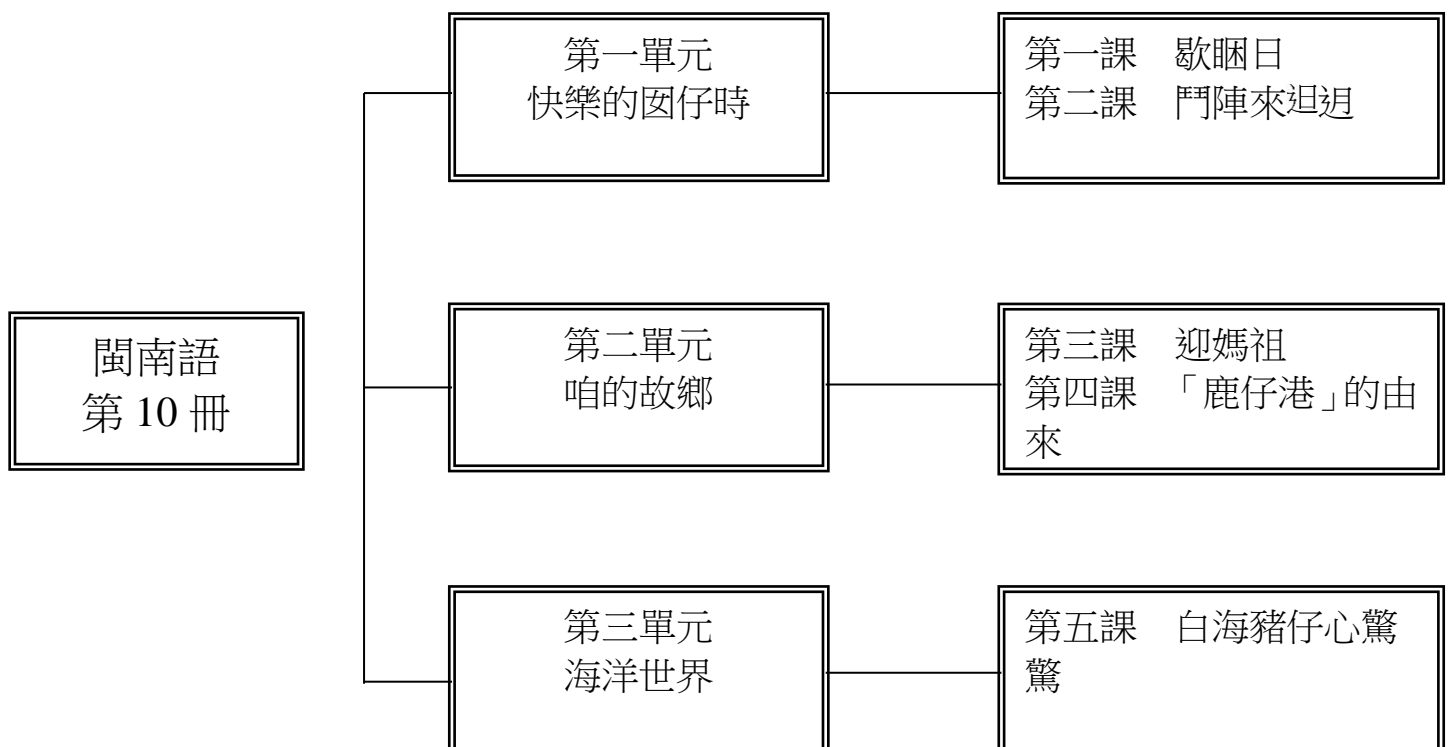 第一單元
快樂的囡仔時
第一課 歇睏日
第二課 鬥陣來𨑨迌
閩南語
第 10 冊
第二單元
咱的故鄉
第三課 迎媽祖
第四課 「鹿仔港」的由
來
第三單元
海洋世界
第五課 白海豬仔心驚
驚